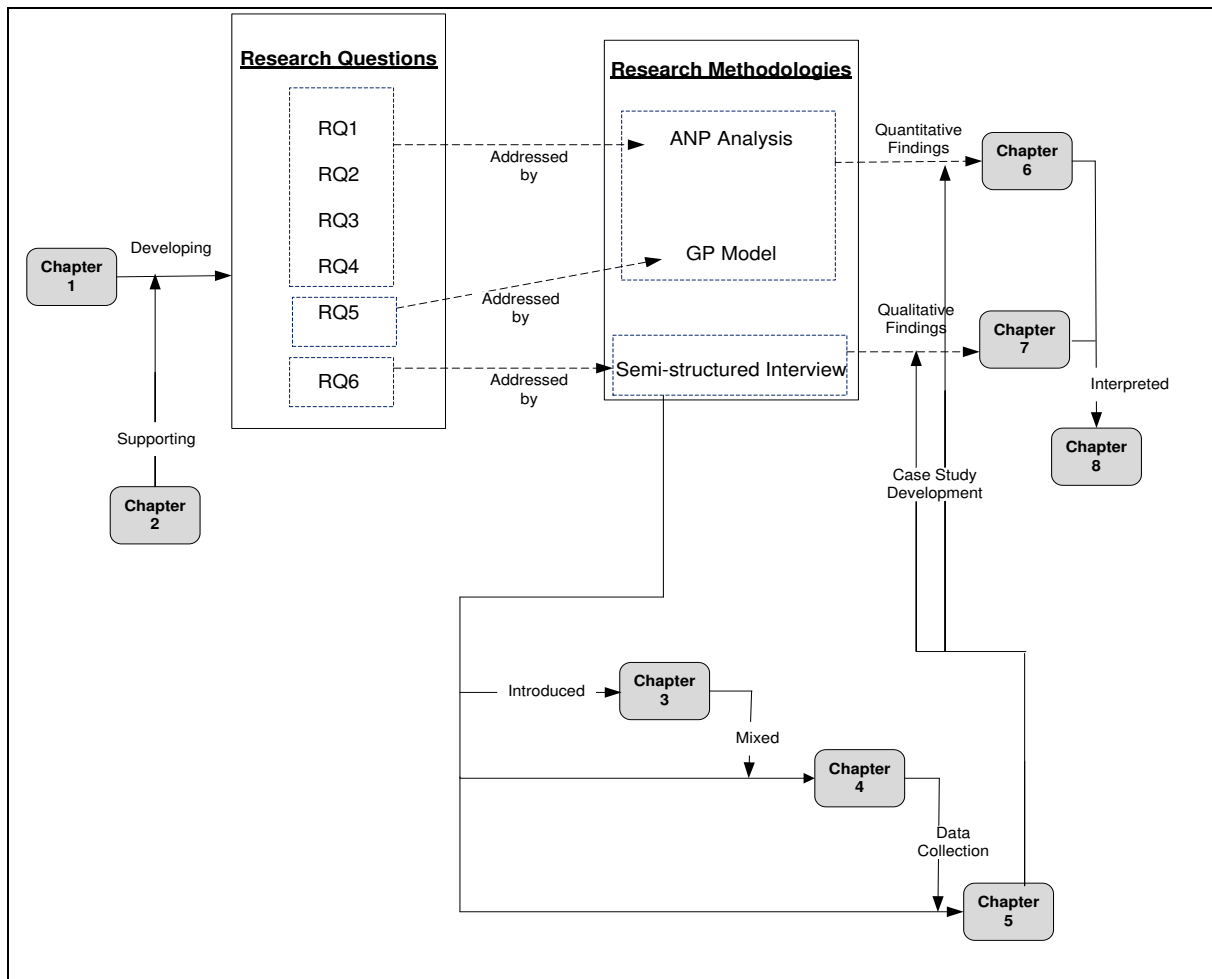 Research Questions
RQ1
RQ2
RQ3
RQ4
RQ5
RQ6
Research Methodologies
ANP Analysis
GP Model
Semi-structured Interview
Addressed
by
Addressed
by
Addressed
by
Quantitative
Findings
Qualitative
Findings
Chapter
1
Developing
Supporting
Chapter
2
Chapter
6
Chapter
7
Interpreted
Chapter
8
Case Study
Development
Introduced
Chapter
3
Mixed
Chapter
4
Data
Collection
Chapter
5